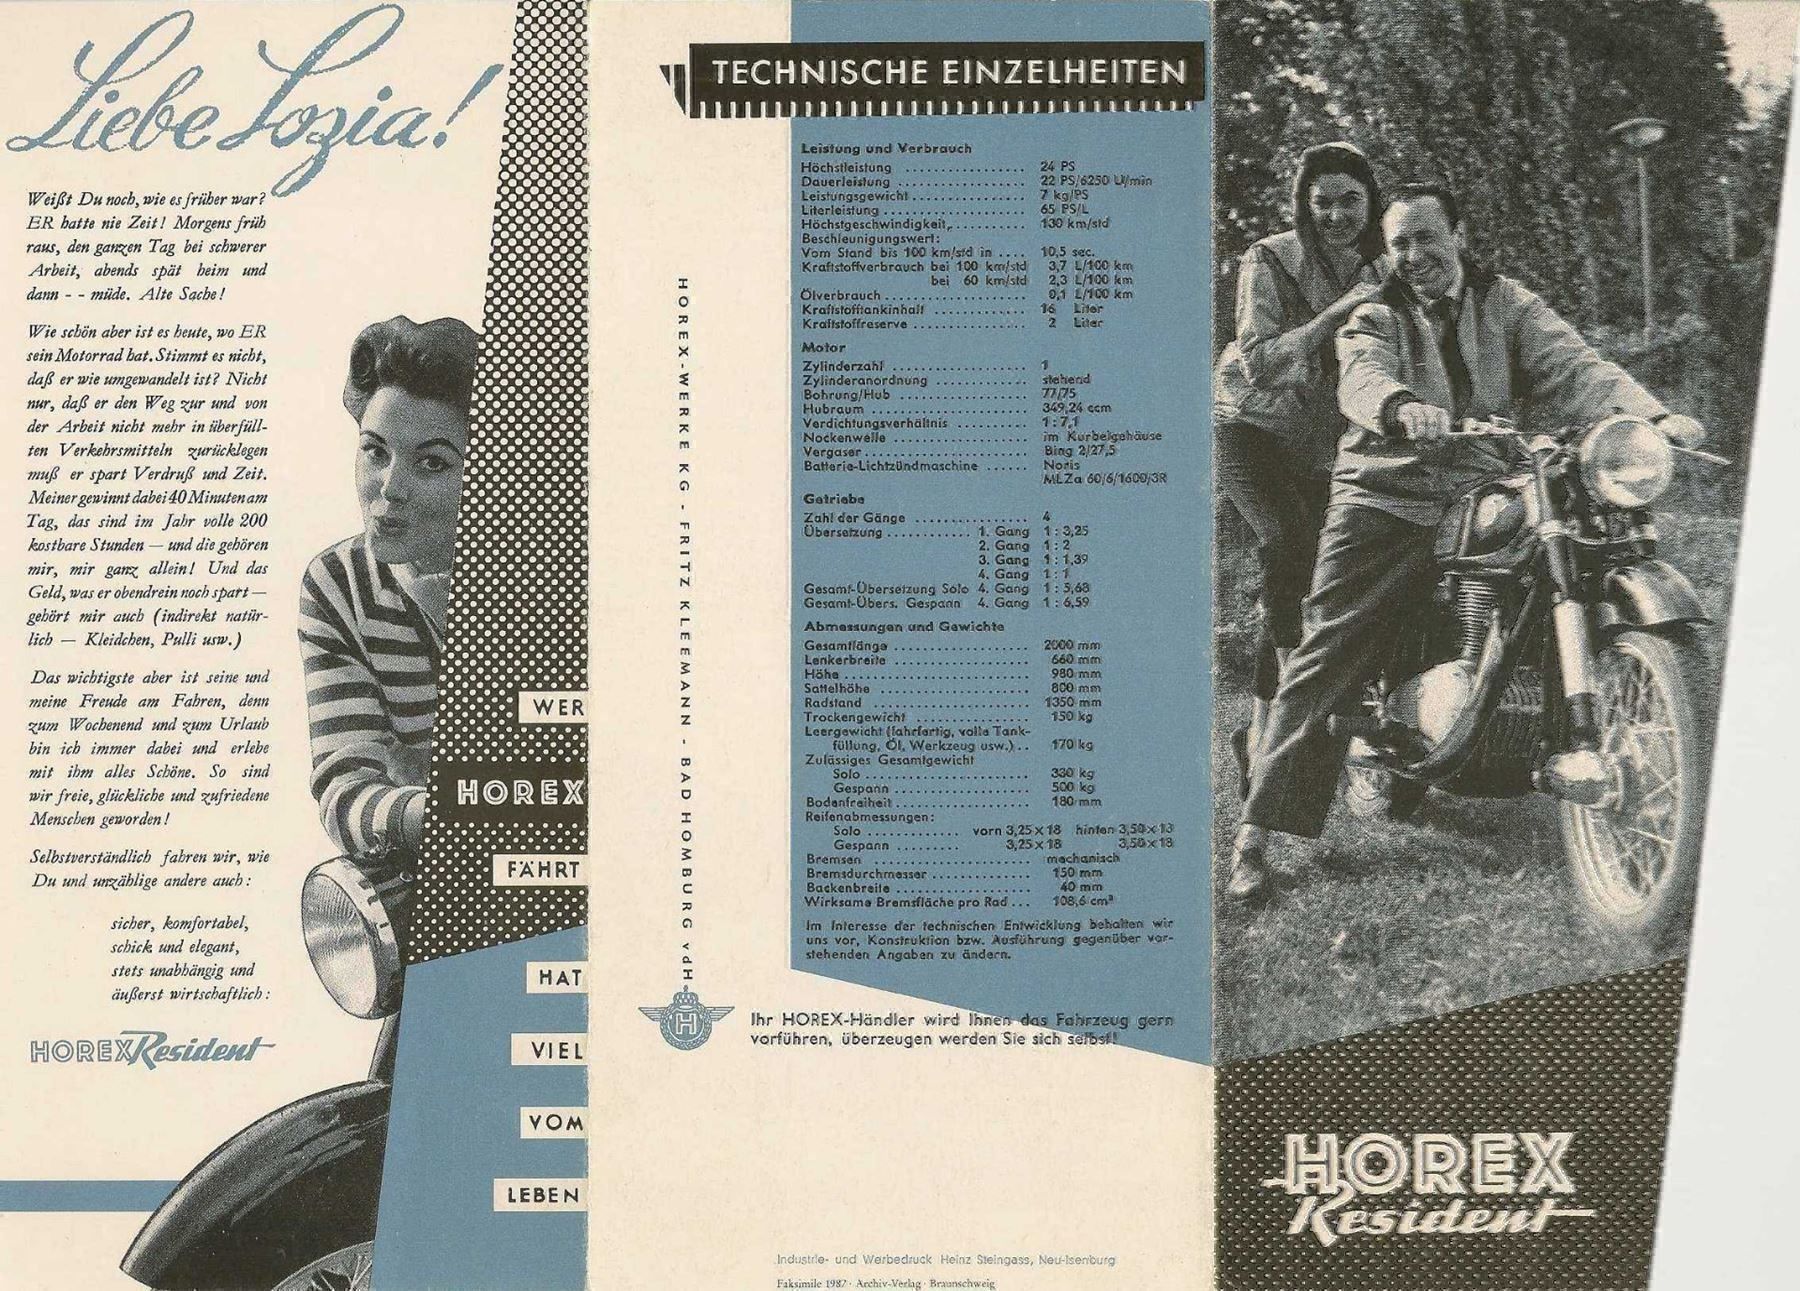 Liebe Sozia!
Weißt Du noch, wie es früher war?
ER hatte nie Zeit! Morgens früh
raus, den ganzen Tag bei schwerer
Arbeit, abends spät heim und
dann - - müde. Alte Sache!
Wie schön aber ist es heute, wo ER
sein Motorrad hat. Stimmt es nicht,
daß er wie umgewandelt ist? Nicht
nur, daß er den Weg zur und von
der Arbeit nicht mehr in überfüll-
ten Verkehrsmitteln zurücklegen
muß er spart Verdruß und Zeit.
Meiner gewinnt dabei 40 Minuten am
Tag, das sind im Jahr volle 200
kostbare Stunden — und die gehören
mir, mir ganz allein! Und das
Geld, was er obendrein noch spart —
gehört mir auch (indirekt natür-
lich — Kleidchen, Pulli usw.)
Das wichtigste aber ist seine und
meine Freude am Fahren, denn
zum Wochenend und zum Urlaub
bin ich immer dabei und erlebe
mit ihm alles Schöne. So sind
wir freie, glückliche und zufriedene
Menschen geworden!
Selbstverständlich fahren wir, wie
Du und unzählige andere auch:
sicher, komfortabel,
schick und elegant,
stets unabhängig und
äußerst wirtschaftlich:
HOREX Resident
WER
HOREX
FÄHRT
HAT
VIEL
VOM
LEBEN
HOREX-WERKE KG - FRITZ KLEEMANN - BAD HOMBURG vdH
H
TECHNISCHE EINZELHEITEN
Leistung und Verbrauch
Höchstleistung .................. 24 PS
Dauerleistung ................... 22 PS/6250 U/min
Leistungsgewicht ................. 7 kg/PS
Literleistung ..................... 65 PS/L
Höchstgeschwindigkeit ........... 130 km/std
Beschleunigungswert:
Vom Stand bis 100 km/std in .... 10,5 sec.
Kraftstoffverbrauch bei 100 km/std 3,7 L/100 km
bei 60 km/std 2,3 L/100 km
Ölverbrauch ..................... 0,1 L/100 km
Kraftstofftankinhalt .............. 16 Liter
Kraftstoffreserve ................. 2 Liter
Motor
Zylinderzahl .................... 1
Zylinderanordnung .............. stehend
Bohrung/Hub .................... 77/75
Hubraum ....................... 349,24 ccm
Verdichtungsverhältnis ............ 1 : 7,1
Nockenwelle .................... im Kurbelgehäuse
Vergaser ........................ Bing 2/27,5
Batterie-Lichtzündmaschine ...... Noris
MLZa 60/6/1600/3R
Getriebe
Zahl der Gänge ................ 4
Übersetzung ............ 1. Gang 1 : 3,25
2. Gang 1 : 2
3. Gang 1 : 1,39
4. Gang 1 : 1
Gesamt-Übersetzung Solo 4. Gang 1 : 5,68
Gesamt-Übers. Gespann 4. Gang 1 : 6,59
Abmessungen und Gewichte
Gesamtlänge .................... 2000 mm
Lenkerbreite .................... 660 mm
Höhe ........................... 980 mm
Sattelhöhe ...................... 800 mm
Radstand ....................... 1350 mm
Trockengewicht ................. 150 kg
Leergewicht (fahrfertig, volle Tank-
füllung, Öl, Werkzeug usw.) .. 170 kg
Zulässiges Gesamtgewicht
Solo ........................ 330 kg
Gespann .................... 500 kg
Bodenfreiheit .................... 180 mm
Reifenabmessungen:
Solo ............. vorn 3,25 x 18 hinten 3,50 x 18
Gespann ......... 3,25 x 18 3,50 x 18
Bremsen ....................... mechanisch
Bremsdurchmesser ............... 150 mm
Backenbreite .................... 40 mm
Wirksame Bremsfläche pro Rad ... 108,6 cm²
Im Interesse der technischen Entwicklung behalten wir
uns vor, Konstruktion bzw. Ausführung gegenüber vor-
stehenden Angaben zu ändern.
Ihr HOREX-Händler wird Ihnen das Fahrzeug gern
vorführen, überzeugen werden Sie sich selbst!
Industrie- und Werbedruck Heinz Steingass, Neu-Isenburg
Faksimile 1987 · Archiv-Verlag · Braunschweig
HOREX
Resident